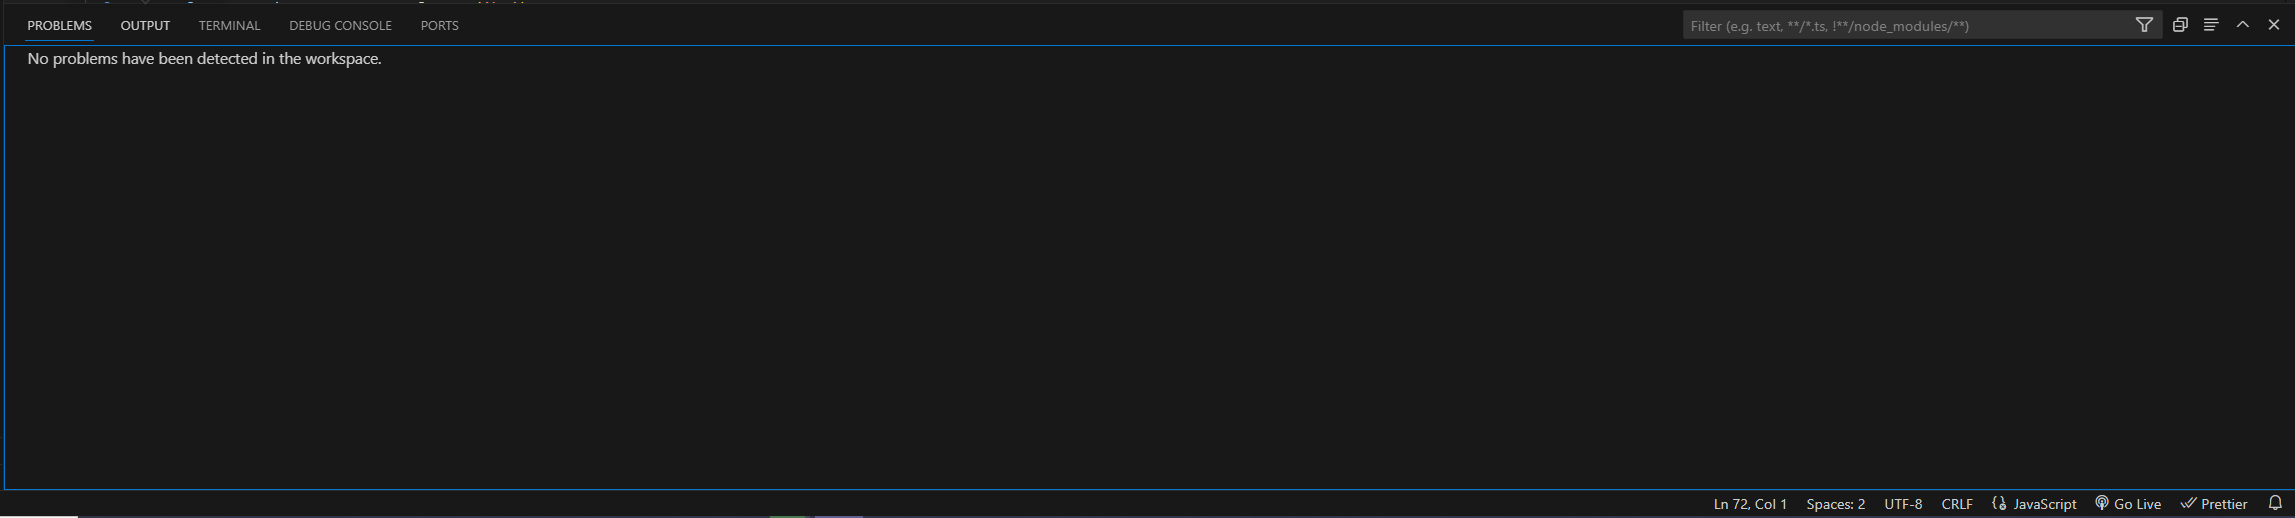 PROBLEMS OUTPUT TERMINAL DEBUG CONSOLE PORTS Filter (e.g. text, **/*.ts, !**/node_modules/**)
No problems have been detected in the workspace.
Ln 72, Col 1 Spaces: 2 UTF-8 CRLF JavaScript Go Live Prettier